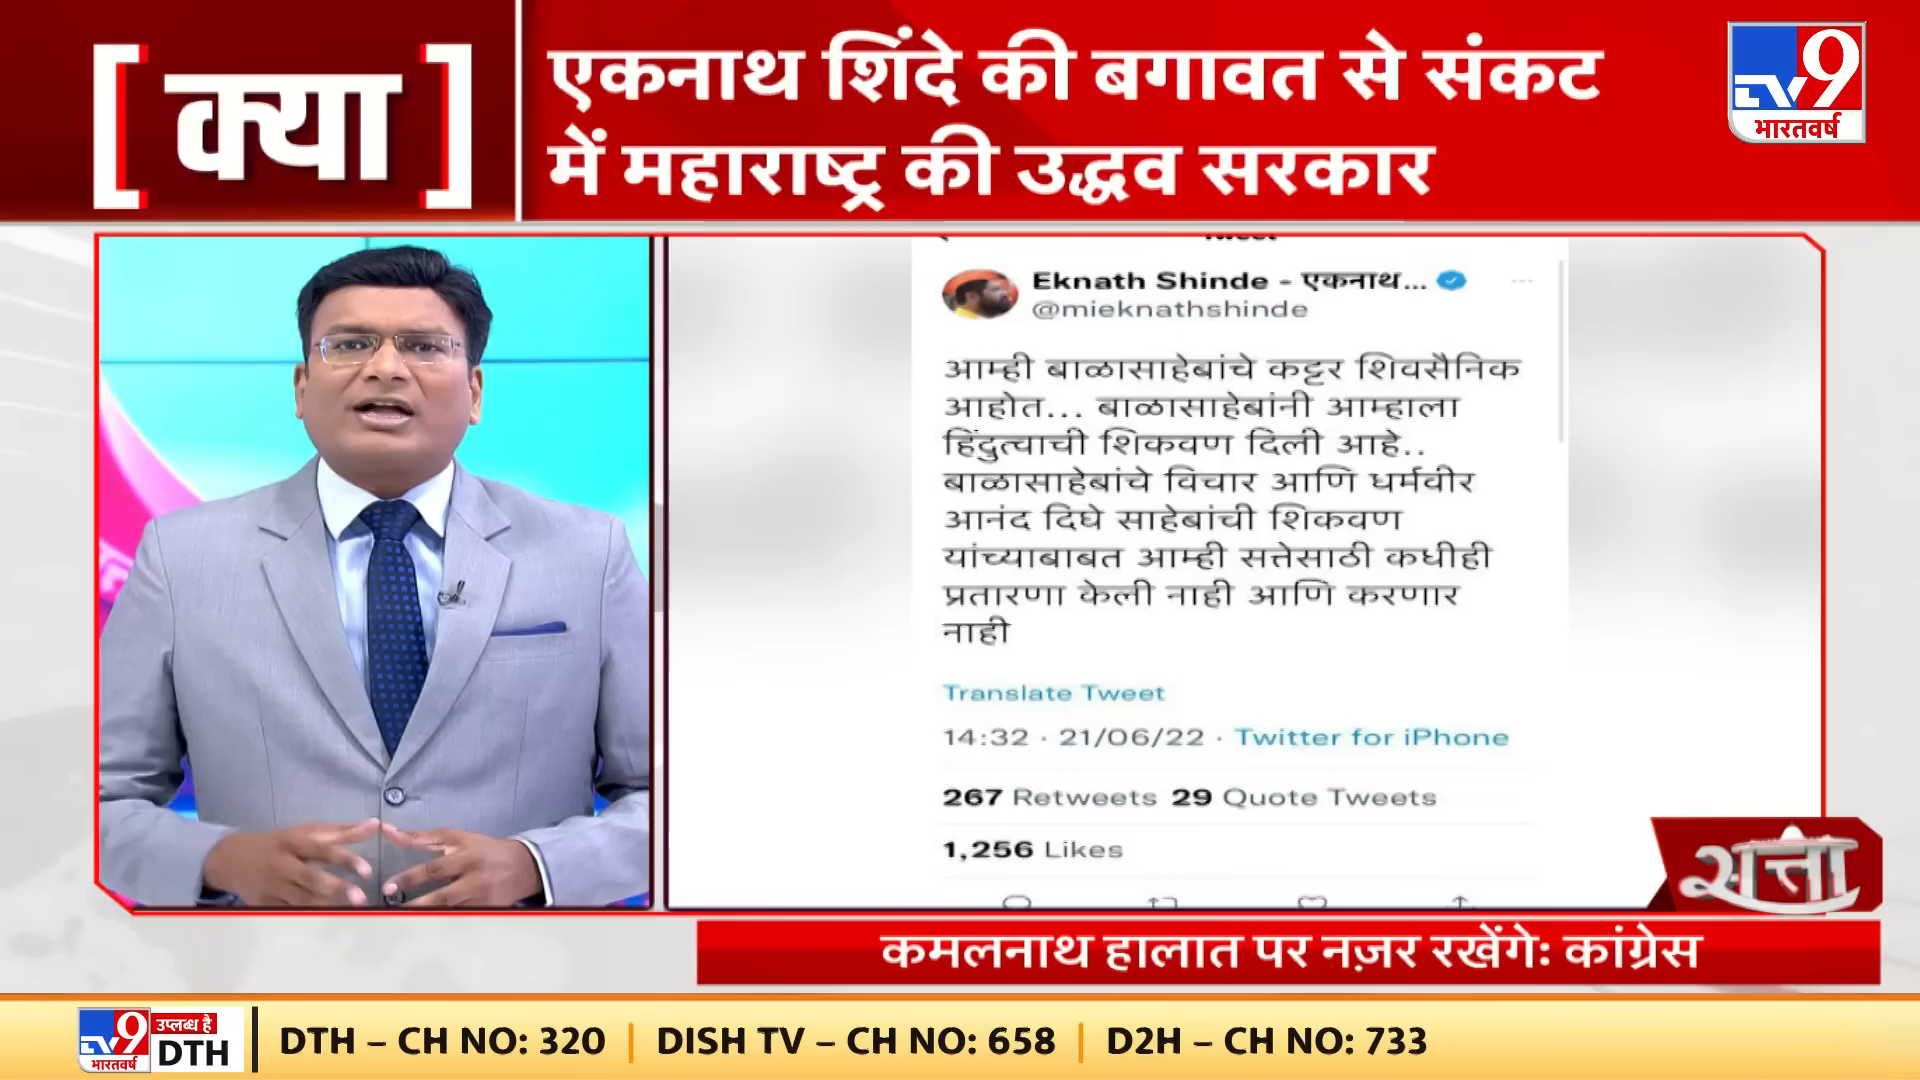 [क्या]
एकनाथ शिंदे की बगावत से संकट
में महाराष्ट्र की उद्धव सरकार
TV9
भारतवर्ष
Tweet
Eknath Shinde - एकनाथ...
@mieknathshinde
आम्ही बाळासाहेबांचे कट्टर शिवसैनिक
आहोत... बाळासाहेबांनी आम्हाला
हिंदुत्वाची शिकवण दिली आहे..
बाळासाहेबांचे विचार आणि धर्मवीर
आनंद दिघे साहेबांची शिकवण
यांच्याबाबत आम्ही सत्तेसाठी कधीही
प्रतारणा केली नाही आणि करणार
नाही
Translate Tweet
14:32 · 21/06/22 · Twitter for iPhone
267 Retweets 29 Quote Tweets
1,256 Likes
सत्ता
कमलनाथ हालात पर नज़र रखेंगे: कांग्रेस
TV9
भारतवर्ष
उप्लब्ध है
DTH
DTH – CH NO: 320 | DISH TV – CH NO: 658 | D2H – CH NO: 733